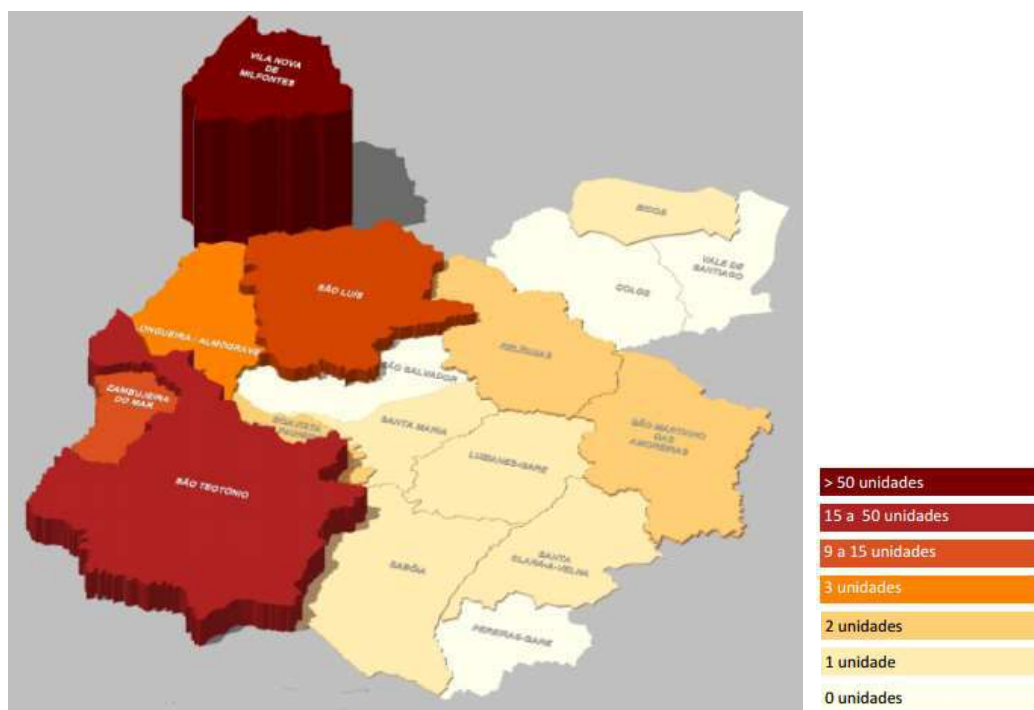 VILA NOVA
DE
MILFONTES
BICOS
VALE DE
SANTIAGO
COLOS
SÃO LUÍS
LONGUEIRA / ALMOGRAVE
RELÍQUIAS
SÃO SALVADOR
ZAMBUJEIRA
DO MAR
BOAVISTA
SANTA MARIA
SÃO MARTINHO
DAS
AMOREIRAS
LUZIANES-GARE
SÃO TEOTÓNIO
SANTA
CLARA-A-VELHA
SABÓIA
PEREIRAS-GARE
> 50 unidades
15 a 50 unidades
9 a 15 unidades
3 unidades
2 unidades
1 unidade
0 unidades